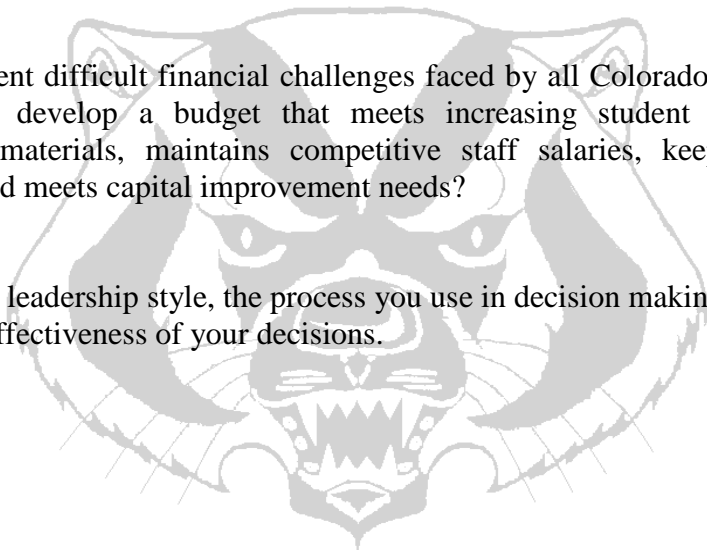 ent difficult financial challenges faced by all Colorado
develop a budget that meets increasing student
materials, maintains competitive staff salaries, kee
d meets capital improvement needs?
leadership style, the process you use in decision makin
ffectiveness of your decisions.